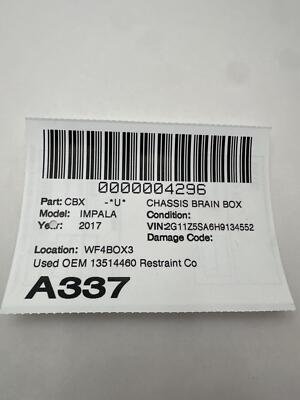 0000004296
Part: CBX -*U* CHASSIS BRAIN BOX
Model: IMPALA Condition:
Year: 2017 VIN:2G11Z5SA6H9134552
Damage Code:
Location: WF4BOX3
Used OEM 13514460 Restraint Co
A337